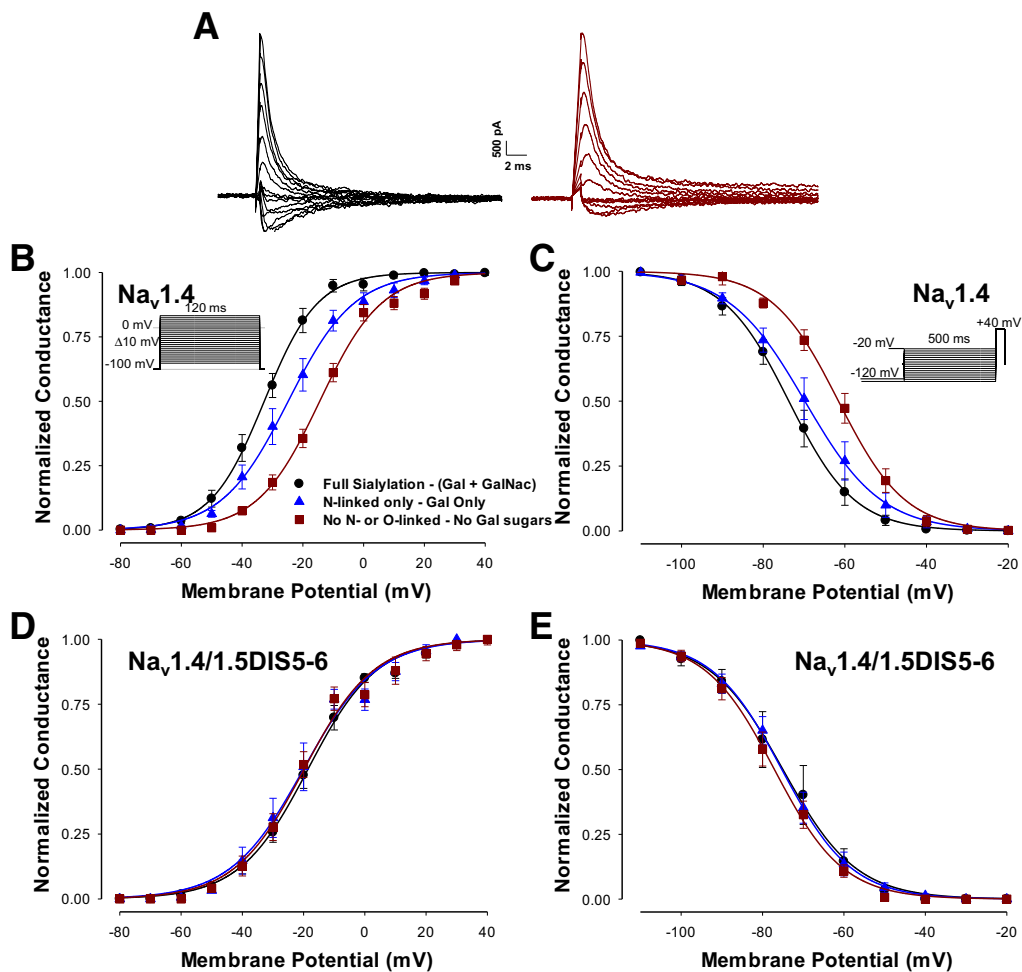 A
500 pA
2 ms
B
Nav1.4
120 ms
0 mV
Δ10 mV
-100 mV
Normalized Conductance
1.00
0.75
0.50
0.25
0.00
Full Sialylation - (Gal + GalNac)
N-linked only - Gal Only
No N- or O-linked - No Gal sugars
-80 -60 -40 -20 0 20 40
Membrane Potential (mV)
C
Nav1.4
+40 mV
-20 mV
500 ms
-120 mV
Normalized Conductance
1.00
0.75
0.50
0.25
0.00
-100 -80 -60 -40 -20
Membrane Potential (mV)
D
Nav1.4/1.5DIS5-6
Normalized Conductance
1.00
0.75
0.50
0.25
0.00
-80 -60 -40 -20 0 20 40
Membrane Potential (mV)
E
Nav1.4/1.5DIS5-6
Normalized Conductance
1.00
0.75
0.50
0.25
0.00
-100 -80 -60 -40 -20
Membrane Potential (mV)